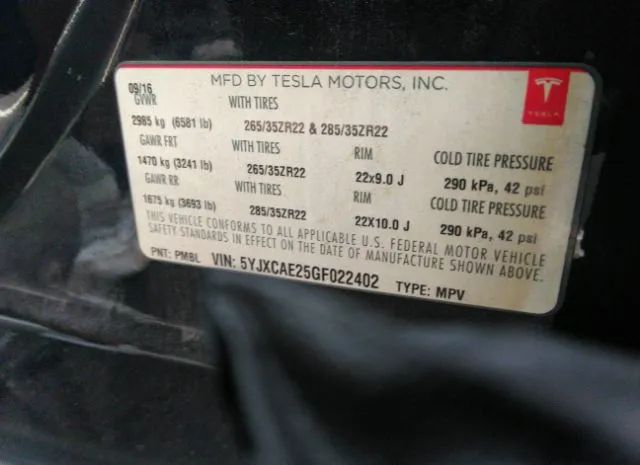 MFD BY TESLA MOTORS, INC.
TESLA
09/16
GVWR WITH TIRES
2985 kg (6581 lb) 265/35ZR22 & 285/35ZR22
GAWR FRT WITH TIRES RIM COLD TIRE PRESSURE
1470 kg (3241 lb) 265/35ZR22 22x9.0 J 290 kPa, 42 psi
GAWR RR WITH TIRES RIM COLD TIRE PRESSURE
1675 kg (3693 lb) 285/35ZR22 22X10.0 J 290 kPa, 42 psi
THIS VEHICLE CONFORMS TO ALL APPLICABLE U.S. FEDERAL MOTOR VEHICLE
SAFETY STANDARDS IN EFFECT ON THE DATE OF MANUFACTURE SHOWN ABOVE.
PNT: PMBL VIN: 5YJXCAE25GF022402 TYPE: MPV